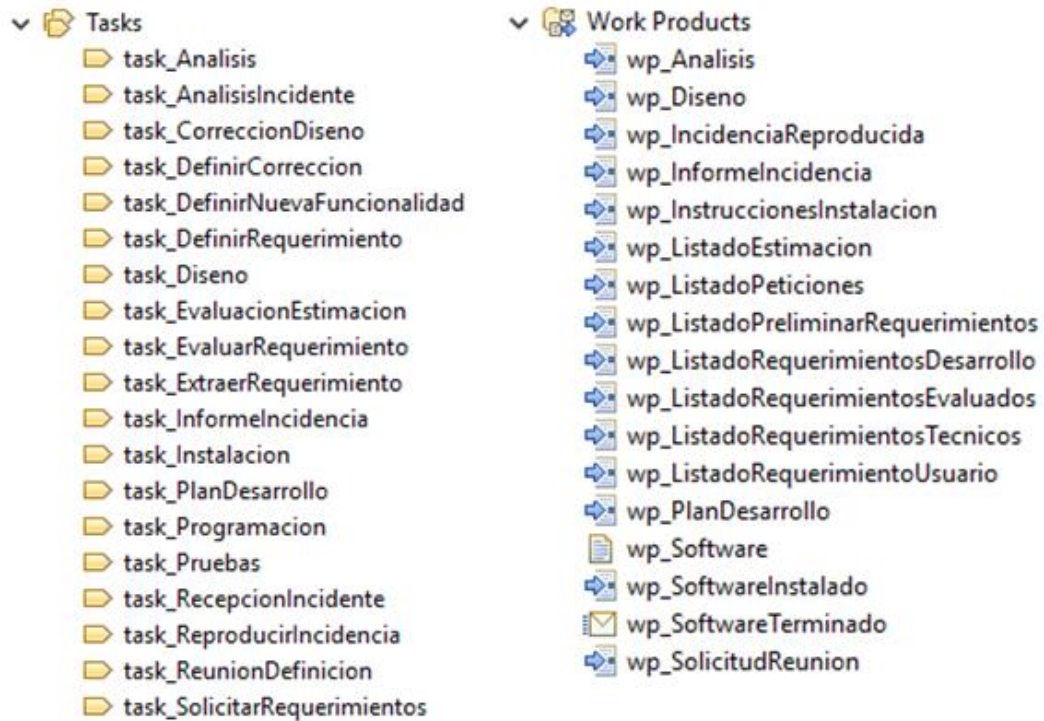 Tasks
task_Analisis
task_AnalisisIncidente
task_CorreccionDiseno
task_DefinirCorreccion
task_DefinirNuevaFuncionalidad
task_DefinirRequerimiento
task_Diseno
task_EvaluacionEstimacion
task_EvaluarRequerimiento
task_ExtraerRequerimiento
task_InformeIncidencia
task_Instalacion
task_PlanDesarrollo
task_Programacion
task_Pruebas
task_RecepcionIncidente
task_ReproducirIncidencia
task_ReunionDefinicion
task_SolicitarRequerimientos
Work Products
wp_Analisis
wp_Diseno
wp_IncidenciaReproducida
wp_InformeIncidencia
wp_InstruccionesInstalacion
wp_ListadoEstimacion
wp_ListadoPeticiones
wp_ListadoPreliminarRequerimientos
wp_ListadoRequerimientosDesarrollo
wp_ListadoRequerimientosEvaluados
wp_ListadoRequerimientosTecnicos
wp_ListadoRequerimientoUsuario
wp_PlanDesarrollo
wp_Software
wp_SoftwareInstalado
wp_SoftwareTerminado
wp_SolicitudReunion